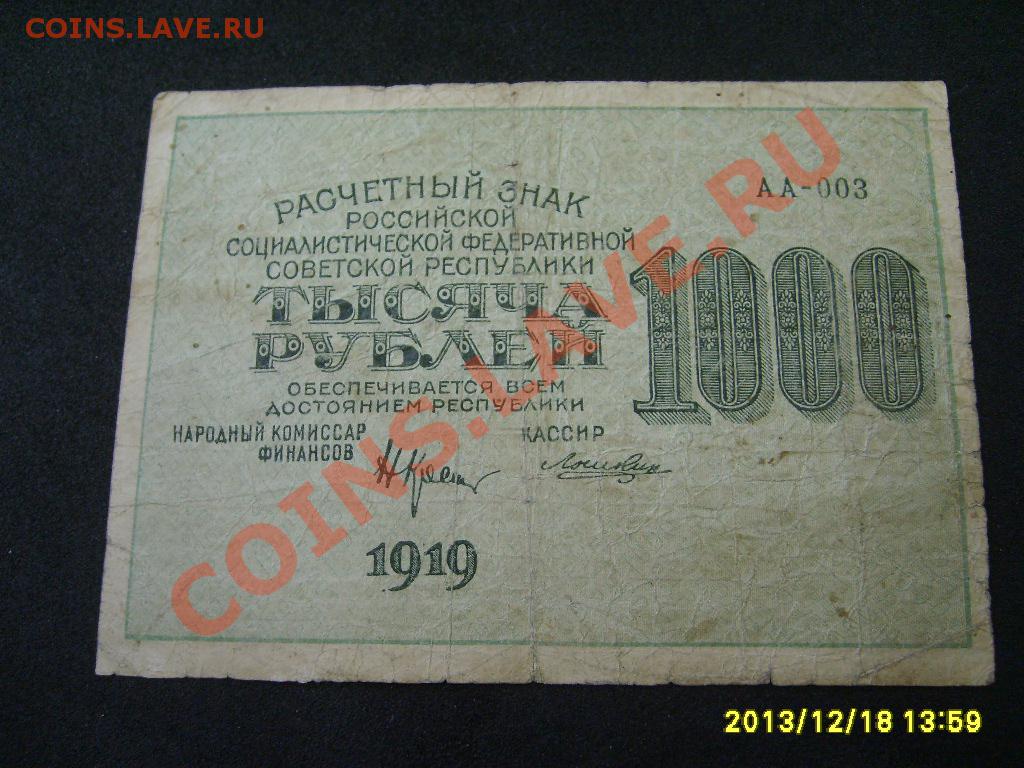 COINS.LAVE.RU
АА-003
РАСЧЕТНЫЙ ЗНАК
РОССИЙСКОЙ
СОЦИАЛИСТИЧЕСКОЙ ФЕДЕРАТИВНОЙ
СОВЕТСКОЙ РЕСПУБЛИКИ
ТЫСЯЧА
РУБЛЕЙ
1000
ОБЕСПЕЧИВАЕТСЯ ВСЕМ
ДОСТОЯНИЕМ РЕСПУБЛИКИ
НАРОДНЫЙ КОМИССАР
ФИНАНСОВ
КАССИР
1919
COINS.LAVE.RU
2013/12/18 13:59